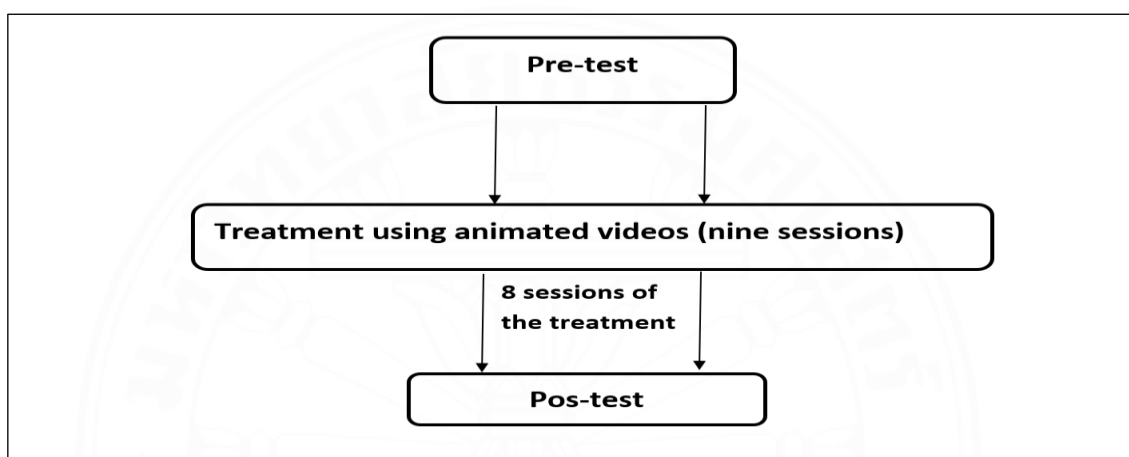 Pre-test
Treatment using animated videos (nine sessions)
8 sessions of
the treatment
Pos-test